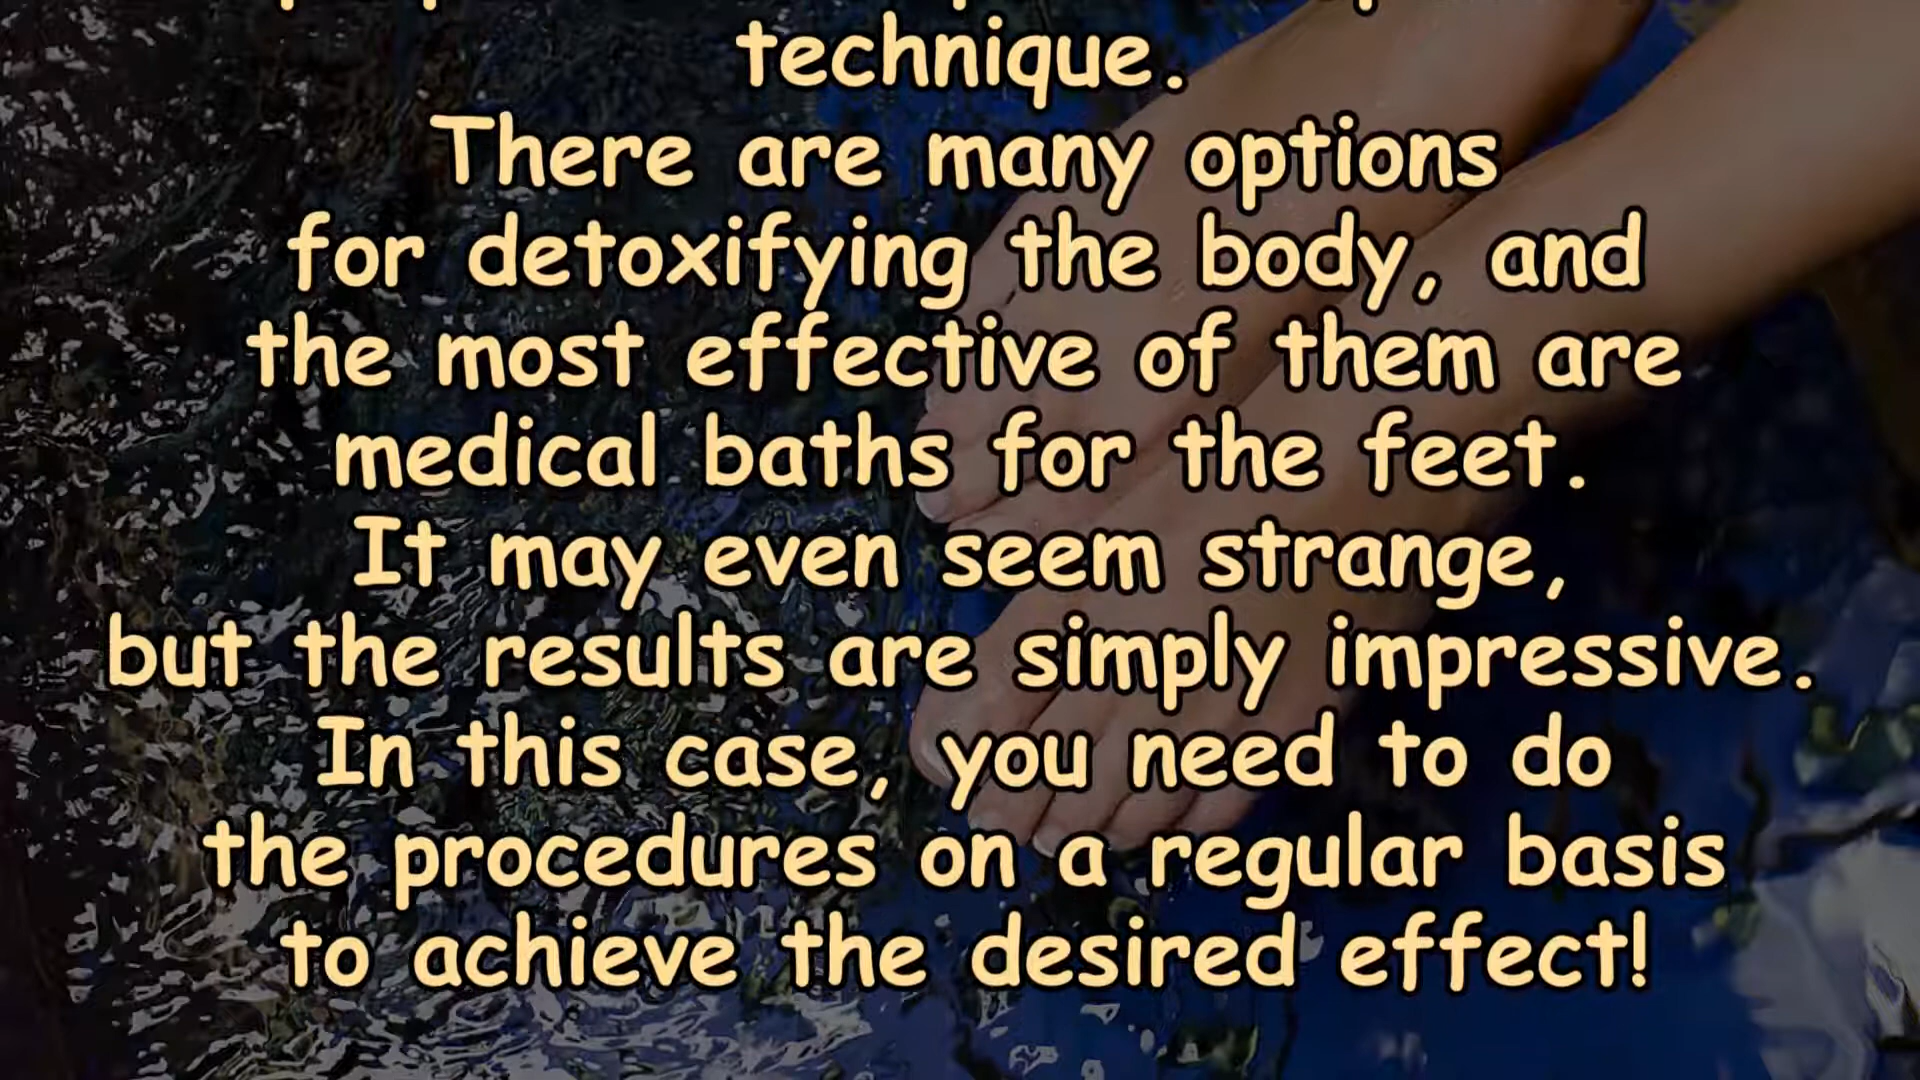 technique.
There are many options
for detoxifying the body, and
the most effective of them are
medical baths for the feet.
It may even seem strange,
but the results are simply impressive.
In this case, you need to do
the procedures on a regular basis
to achieve the desired effect!